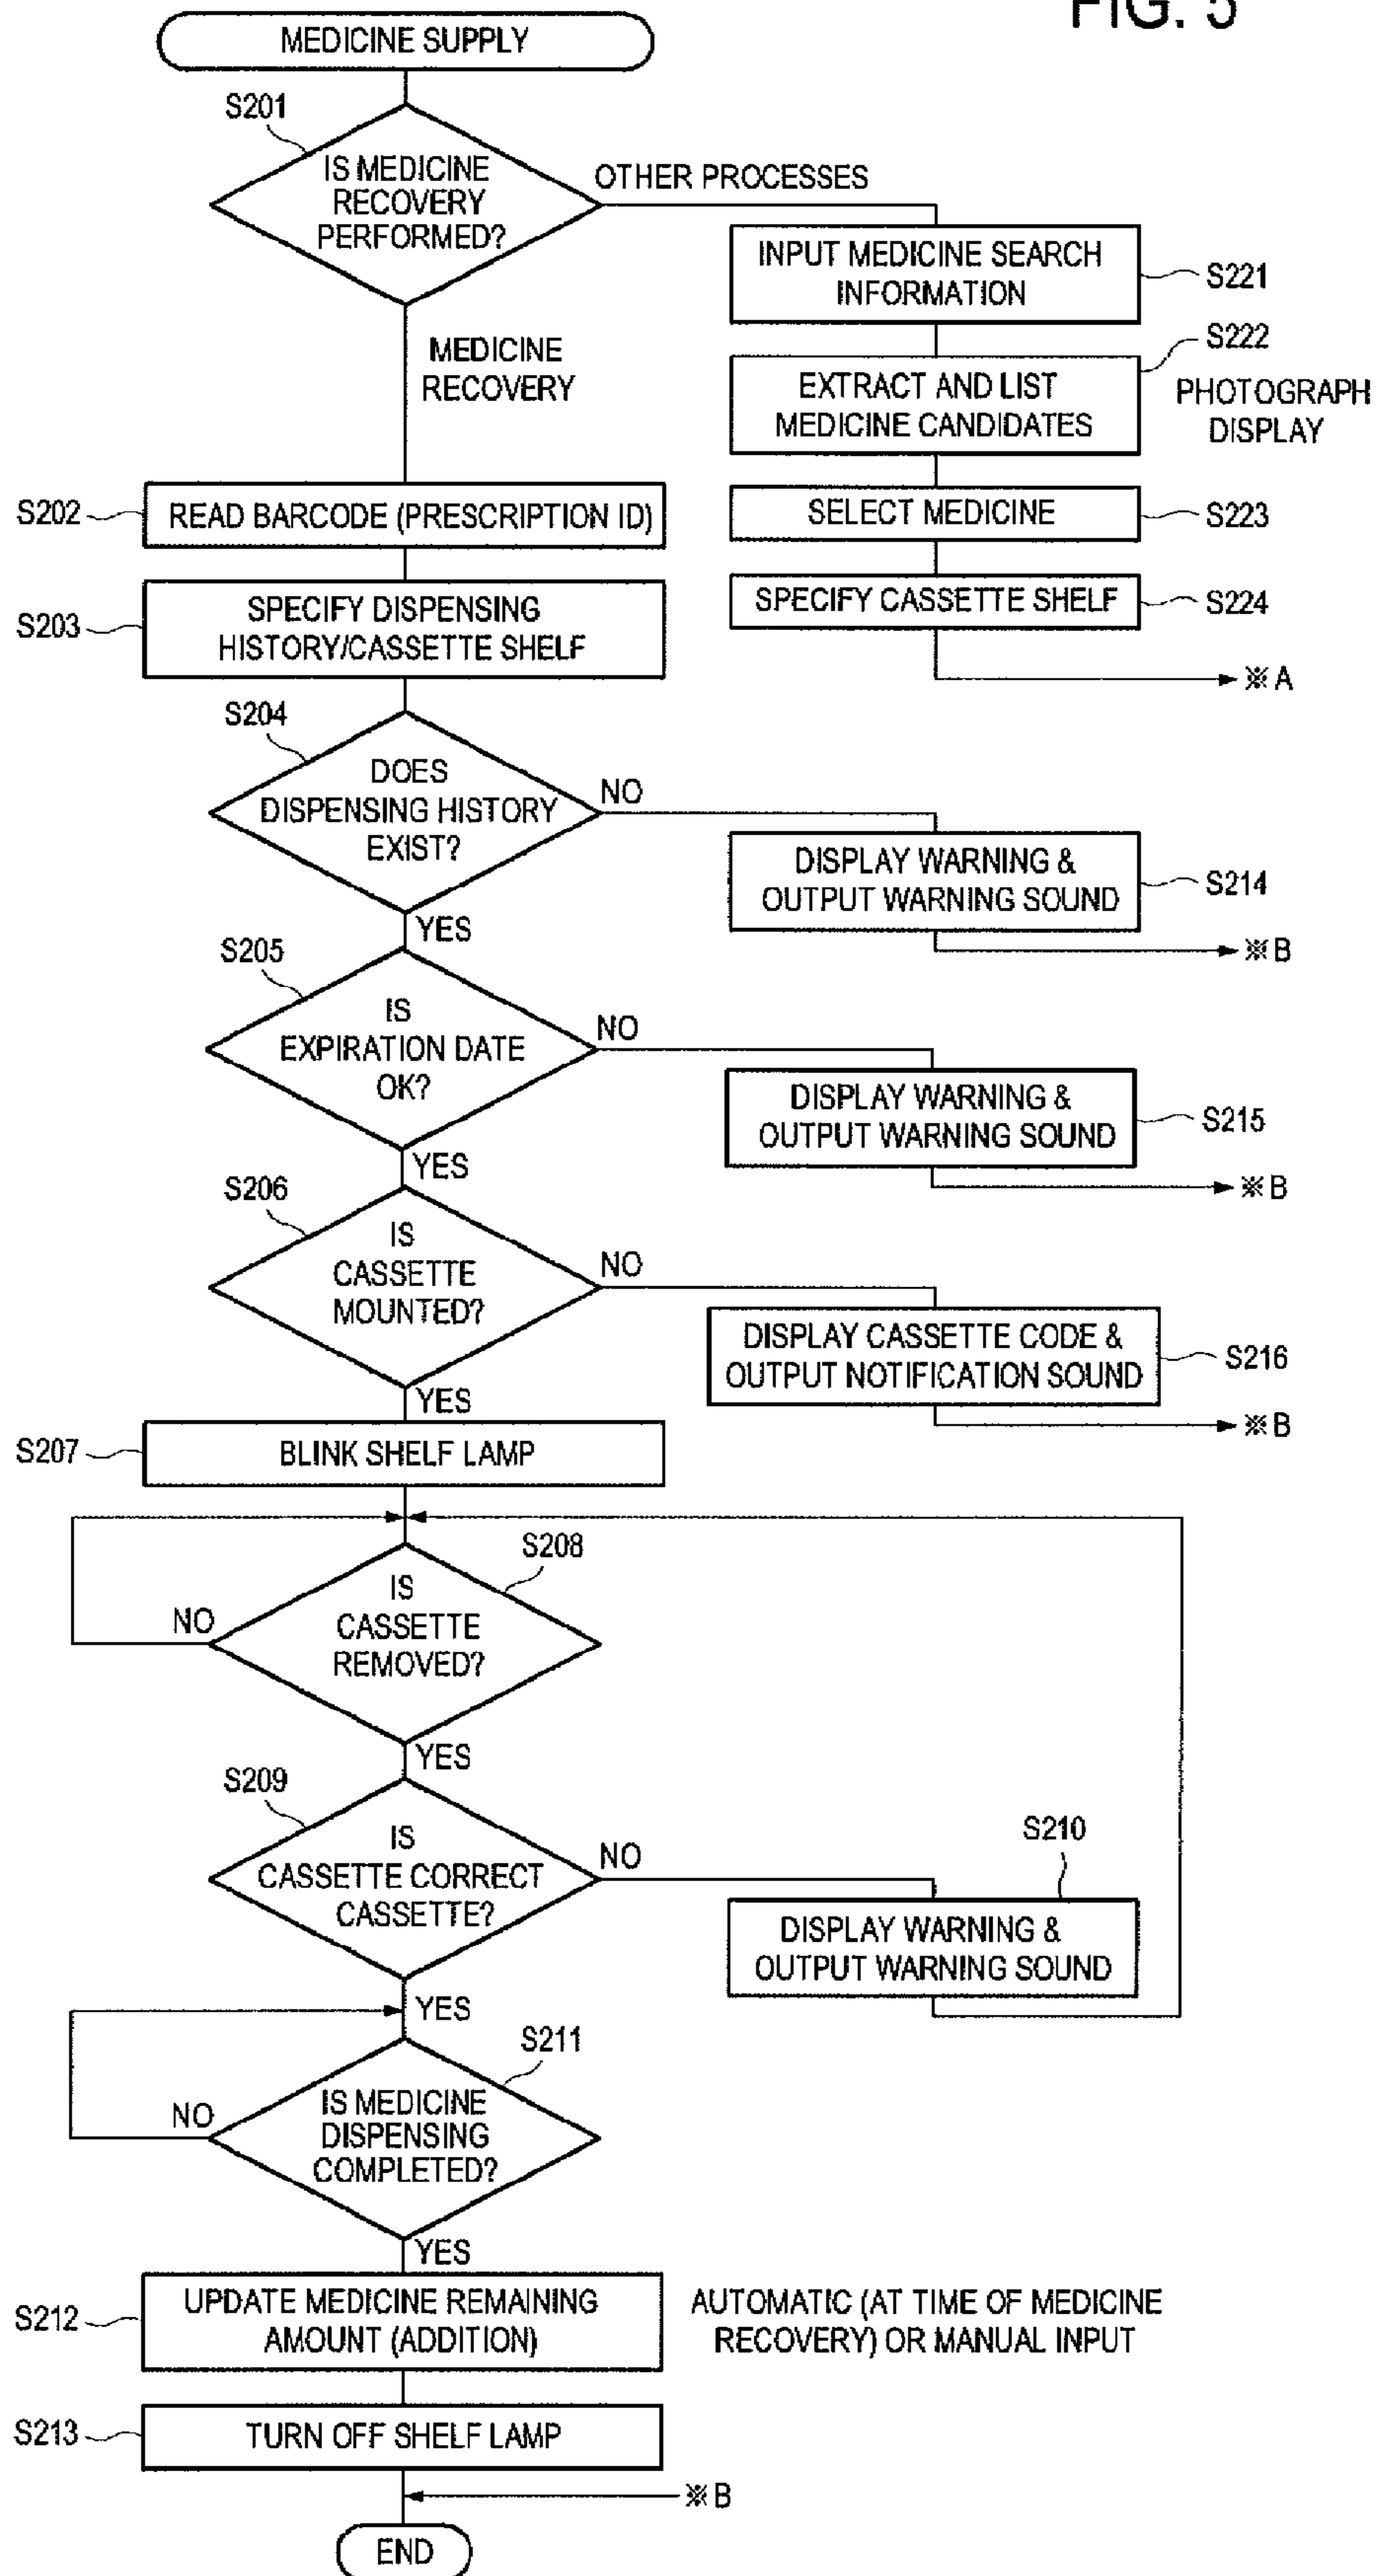 FIG. 5
MEDICINE SUPPLY
S201
IS MEDICINE
RECOVERY
PERFORMED?
OTHER PROCESSES
MEDICINE
RECOVERY
INPUT MEDICINE SEARCH
INFORMATION
S221
S222
EXTRACT AND LIST
MEDICINE CANDIDATES
PHOTOGRAPH
DISPLAY
SELECT MEDICINE
S223
SPECIFY CASSETTE SHELF
S224
※A
S202
READ BARCODE (PRESCRIPTION ID)
S203
SPECIFY DISPENSING
HISTORY/CASSETTE SHELF
S204
DOES
DISPENSING HISTORY
EXIST?
NO
DISPLAY WARNING &
OUTPUT WARNING SOUND
S214
※B
YES
S205
IS
EXPIRATION DATE
OK?
NO
DISPLAY WARNING &
OUTPUT WARNING SOUND
S215
※B
YES
S206
IS
CASSETTE
MOUNTED?
NO
DISPLAY CASSETTE CODE &
OUTPUT NOTIFICATION SOUND
S216
※B
YES
S207
BLINK SHELF LAMP
S208
IS
CASSETTE
REMOVED?
NO
YES
S209
IS
CASSETTE CORRECT
CASSETTE?
NO
S210
DISPLAY WARNING &
OUTPUT WARNING SOUND
YES
S211
IS MEDICINE
DISPENSING
COMPLETED?
NO
YES
S212
UPDATE MEDICINE REMAINING
AMOUNT (ADDITION)
AUTOMATIC (AT TIME OF MEDICINE
RECOVERY) OR MANUAL INPUT
S213
TURN OFF SHELF LAMP
※B
END